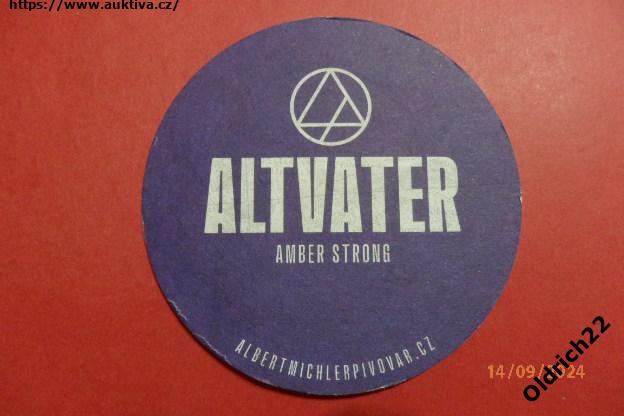 https://www.auktiva.cz/
ALTVATER
AMBER STRONG
ALBERTMICHLERPIVOVAR.CZ
14/09/2024
Oldrich22